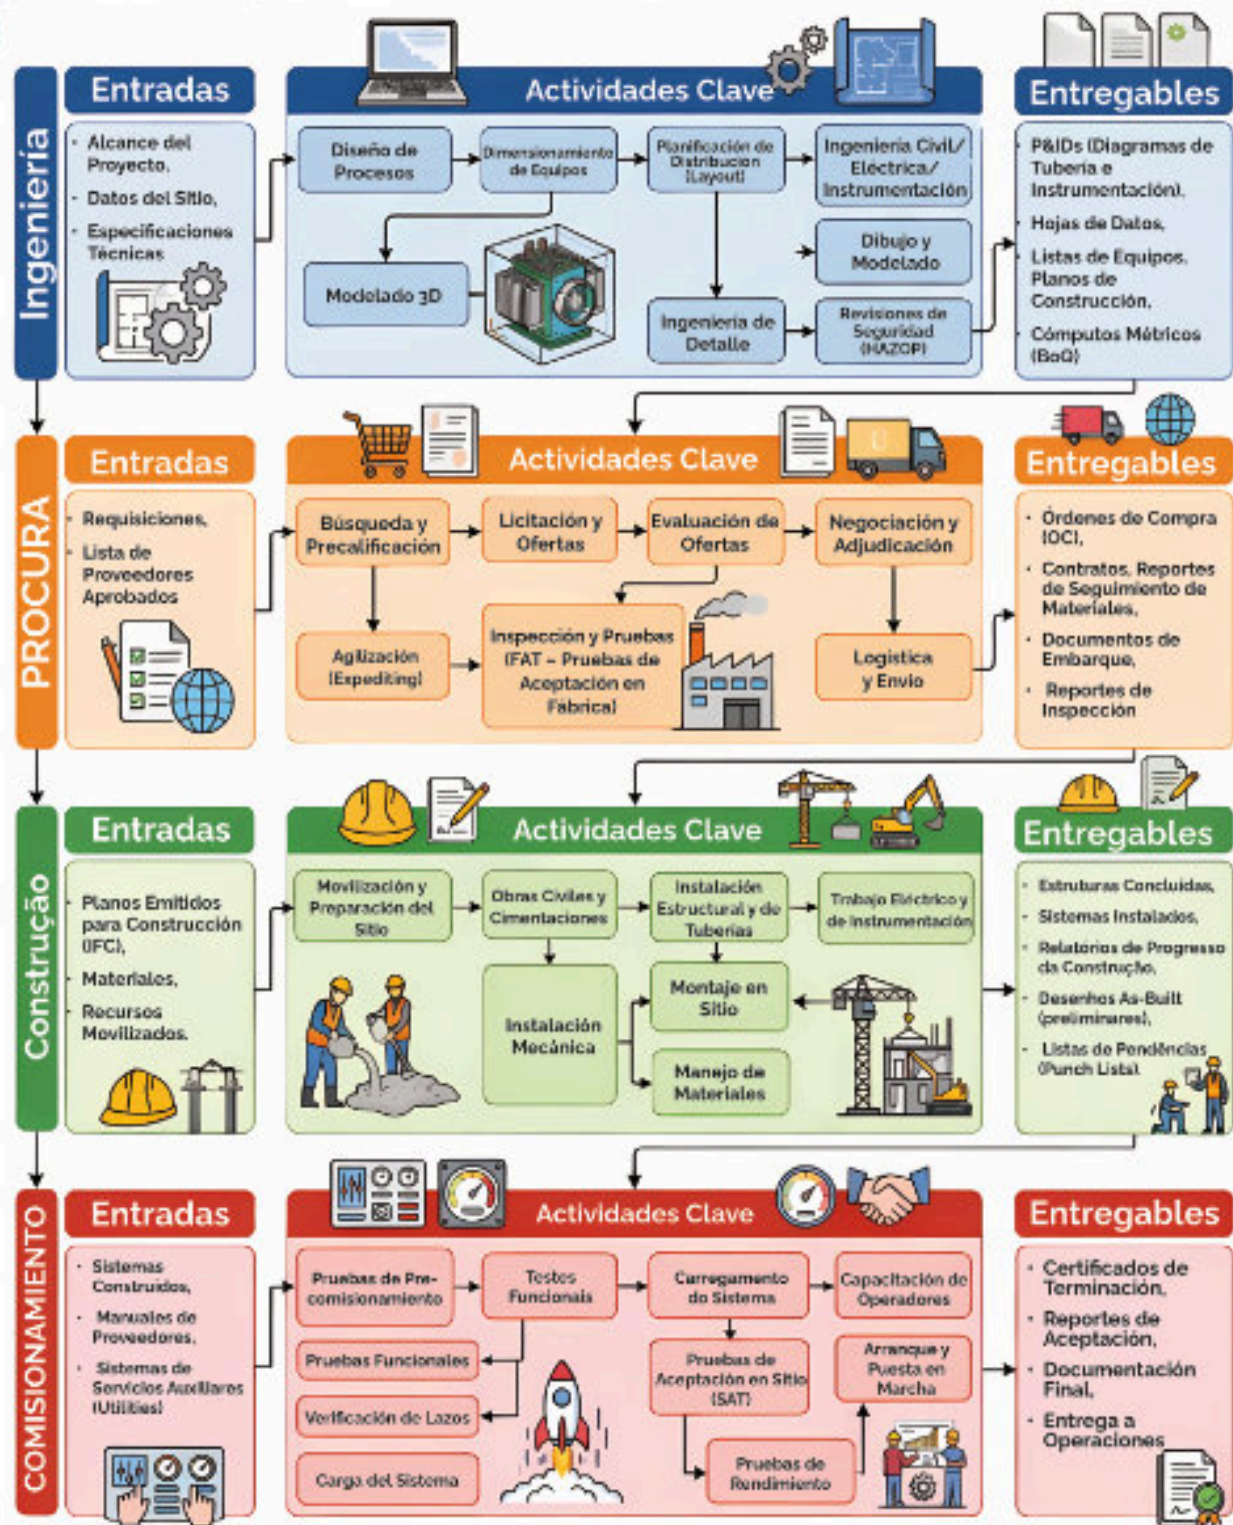 Ingeniería
Entradas
· Alcance del
Proyecto.
· Datos del Sitio,
· Especificaciones
Técnicas
Actividades Clave
Diseño de
Procesos
Dimensionamiento
de Equipos
Planificación de
Distribución
(Layout)
Ingeniería Civil/
Eléctrica/
Instrumentación
Modelado 3D
Dibujo y
Modelado
Ingeniería de
Detalle
Revisiones de
Seguridad
(HAZOP)
Entregables
· P&IDs (Diagramas de
Tubería e
Instrumentación),
· Hojas de Datos,
· Listas de Equipos.
Planos de
Construcción,
· Cómputos Métricos
(BoQ)
PROCURA
Entradas
· Requisiciones,
· Lista de
Proveedores
Aprobados
Actividades Clave
Búsqueda y
Precalificación
Licitación y
Ofertas
Evaluación de
Ofertas
Negociación y
Adjudicación
Agilización
(Expediting)
Inspección y Pruebas
(FAT – Pruebas de
Aceptación en
Fábrica)
Logística
y Envío
Entregables
· Órdenes de Compra
(OC),
· Contratos, Reportes
de Seguimiento de
Materiales,
· Documentos de
Embarque,
· Reportes de
Inspección
Construção
Entradas
· Planos Emitidos
para Construcción
(IFC),
· Materiales,
· Recursos
Movilizados.
Actividades Clave
Movilización y
Preparación del
Sitio
Obras Civiles y
Cimentaciones
Instalación
Estructural y de
Tuberías
Trabajo Eléctrico y
de Instrumentación
Instalación
Mecánica
Montaje en
Sitio
Manejo de
Materiales
Entregables
· Estruturas Concluídas,
· Sistemas Instalados,
· Relatórios de Progresso
da Construção,
· Desenhos As-Built
(preliminares),
· Listas de Pendências
(Punch Lists).
COMISIONAMIENTO
Entradas
· Sistemas
Construidos,
· Manuales de
Proveedores,
· Sistemas de
Servicios Auxiliares
(Utilities)
Actividades Clave
Pruebas de Pre-
comisionamiento
Testes
Funcionais
Carregamento
do Sistema
Capacitación de
Operadores
Pruebas Funcionales
Verificación de Lazos
Carga del Sistema
Pruebas de
Aceptación en Sitio
(SAT)
Arranque y
Puesta en
Marcha
Pruebas de
Rendimiento
Entregables
· Certificados de
Terminación,
· Reportes de
Aceptación,
· Documentación
Final,
· Entrega a
Operaciones